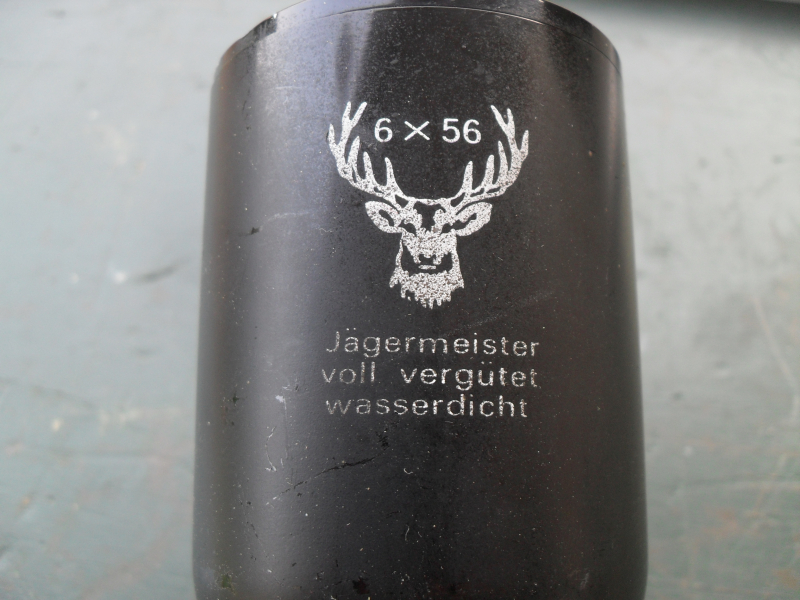 6 × 56
Jägermeister
voll vergütet
wasserdicht